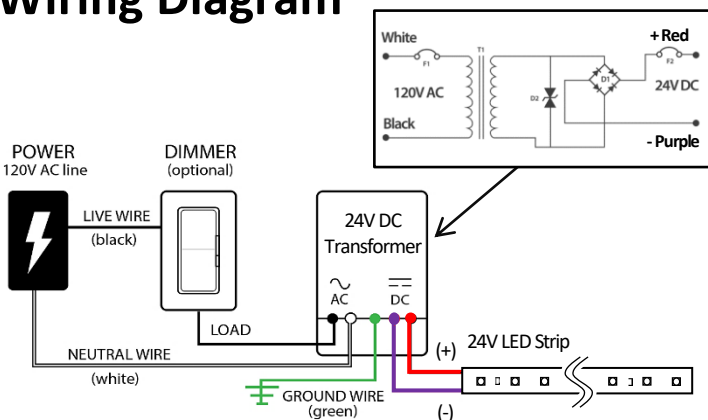 Wiring Diagram
White
+ Red
F1
T1
F2
120V AC
D1
24V DC
D2
Black
- Purple
POWER
120V AC line
DIMMER
(optional)
LIVE WIRE
(black)
24V DC
Transformer
AC
DC
LOAD
NEUTRAL WIRE
(white)
(+)
24V LED Strip
GROUND WIRE
(green)
(-)